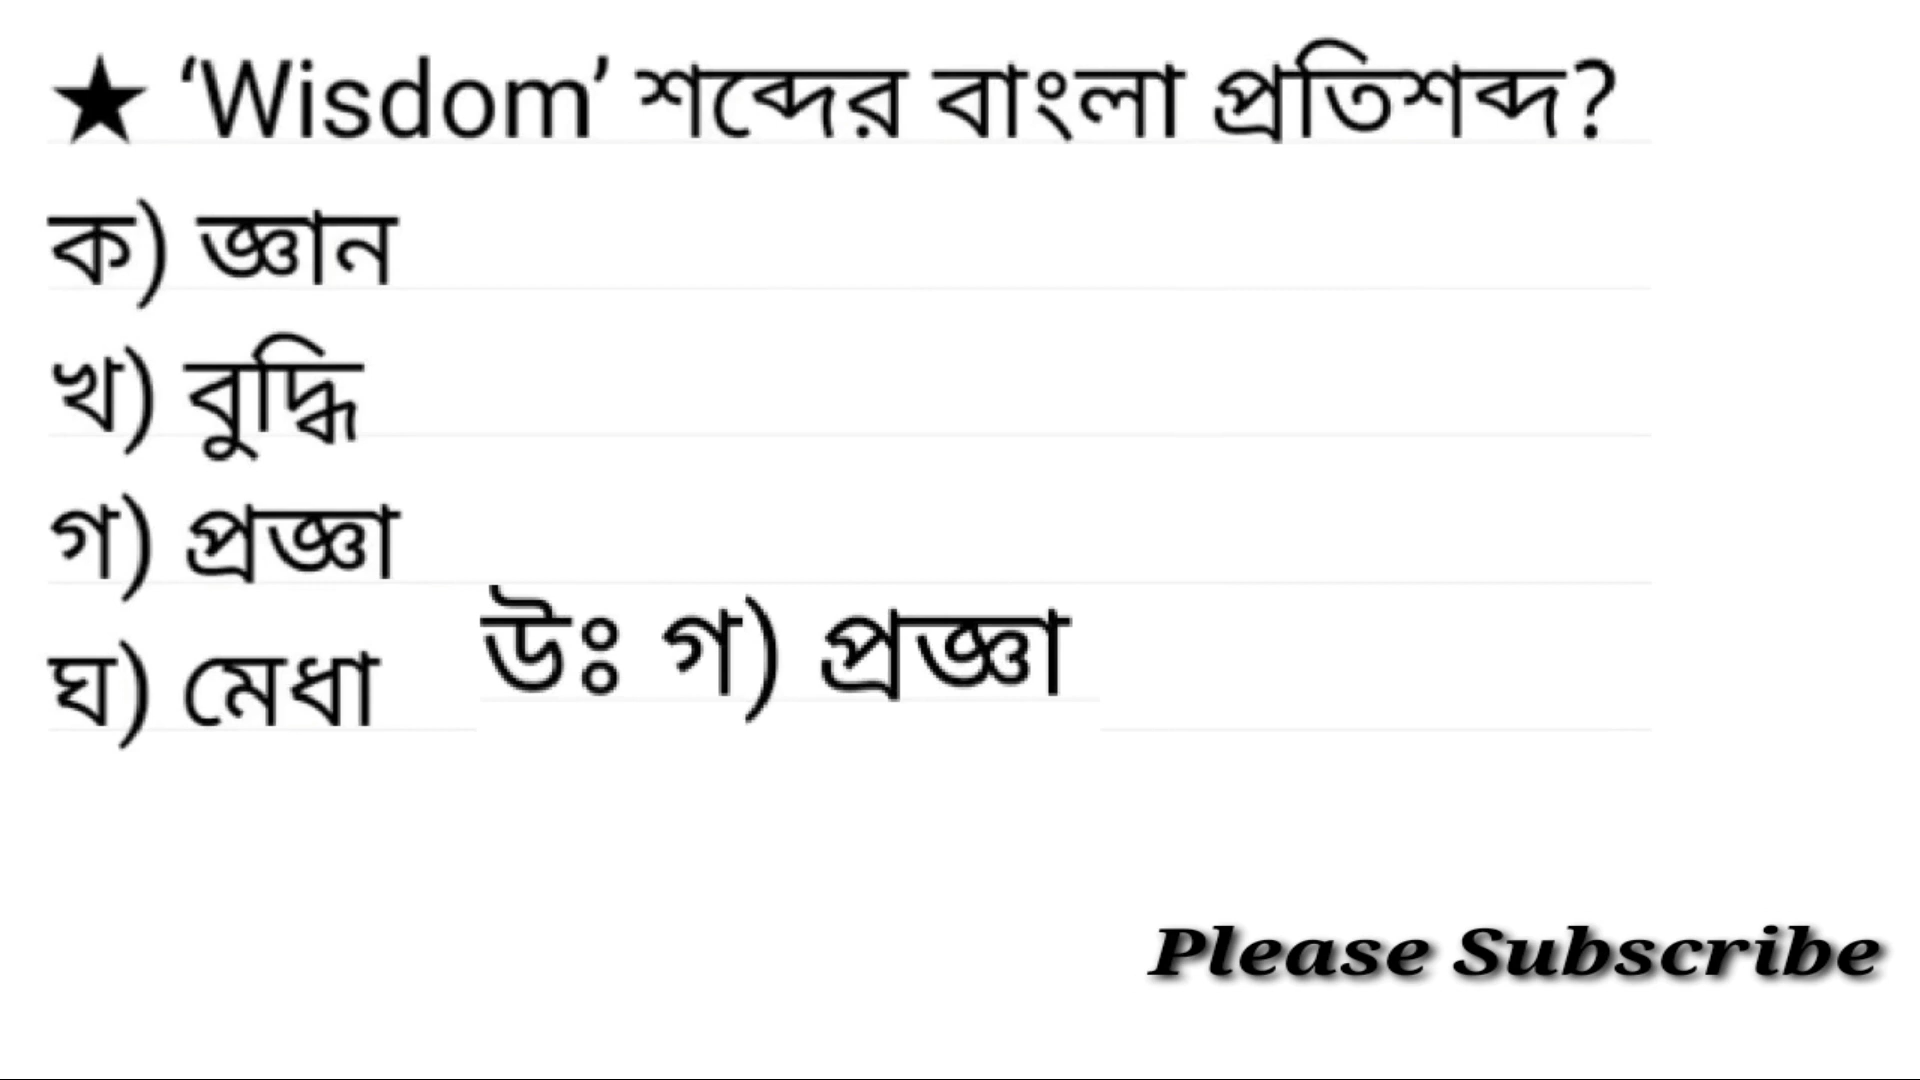 ★ ‘Wisdom’ শব্দের বাংলা প্রতিশব্দ?
ক) জ্ঞান
খ) বুদ্ধি
গ) প্রজ্ঞা
ঘ) মেধা
উঃ গ) প্রজ্ঞা
Please Subscribe